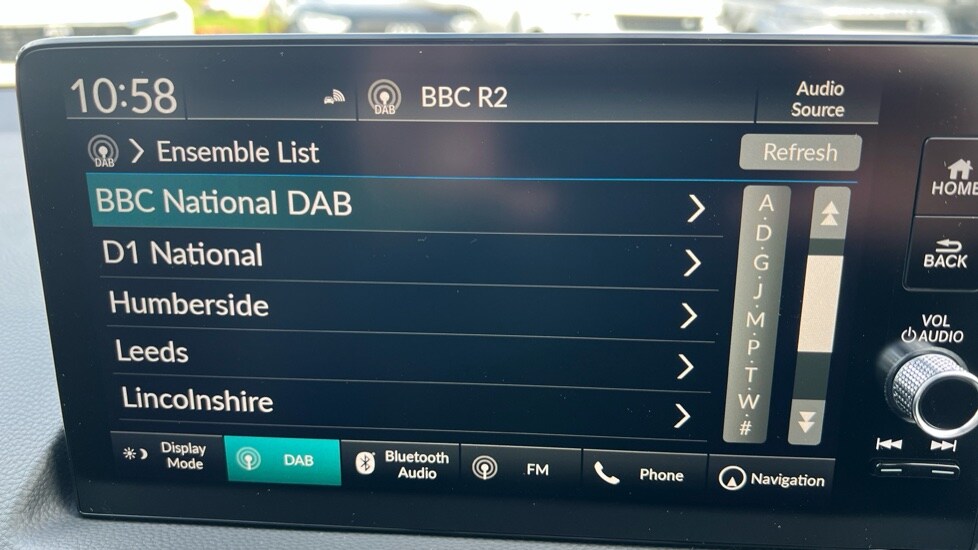 10:58
DAB
BBC R2
Audio
Source
DAB
Ensemble List
Refresh
BBC National DAB
D1 National
Humberside
Leeds
Lincolnshire
A
D
G
J
M
P
T
W
#
HOME
BACK
VOL
AUDIO
Display
Mode
DAB
Bluetooth
Audio
FM
Phone
Navigation